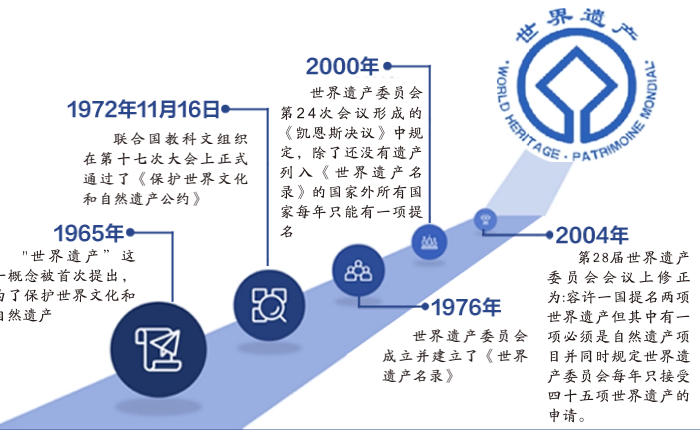 世界遗产
·WORLD HERITAGE·PATRIMOINE MONDIAL
2000年
世界遗产委员会
第24次会议形成的
《凯恩斯决议》中规
定，除了还没有遗产
列入《世界遗产名
录》的国家外所有国
家每年只能有一项提
名
1972年11月16日
联合国教科文组织
在第十七次大会上正式
通过了《保护世界文化
和自然遗产公约》
1965年
"世界遗产”这
一概念被首次提出，
为了保护世界文化和
自然遗产
1976年
世界遗产委员会
成立并建立了《世界
遗产名录》
2004年
第28届世界遗产
委员会会议上修正
为:容许一国提名两项
世界遗产但其中有一
项必须是自然遗产项
目并同时规定世界遗
产委员会每年只接受
四十五项世界遗产的
申请。